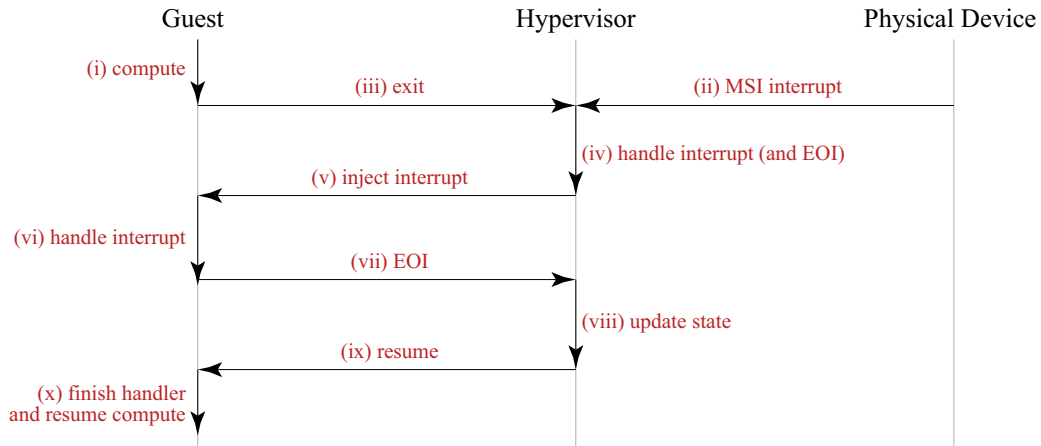 Guest
Hypervisor
Physical Device
(i) compute
(iii) exit
(ii) MSI interrupt
(iv) handle interrupt (and EOI)
(v) inject interrupt
(vi) handle interrupt
(vii) EOI
(viii) update state
(ix) resume
(x) finish handler
and resume compute